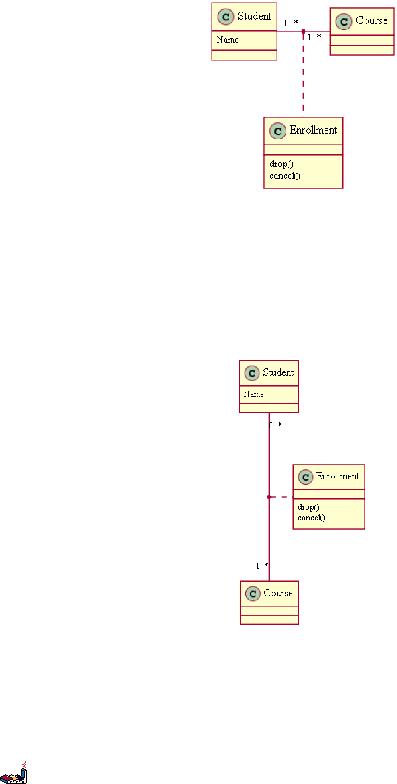 C Student
Name
1..*
1..*
C Course
C Enrollment
drop()
cancel()
C Student
Name
1..*
C Enrollment
drop()
cancel()
1..*
C Course